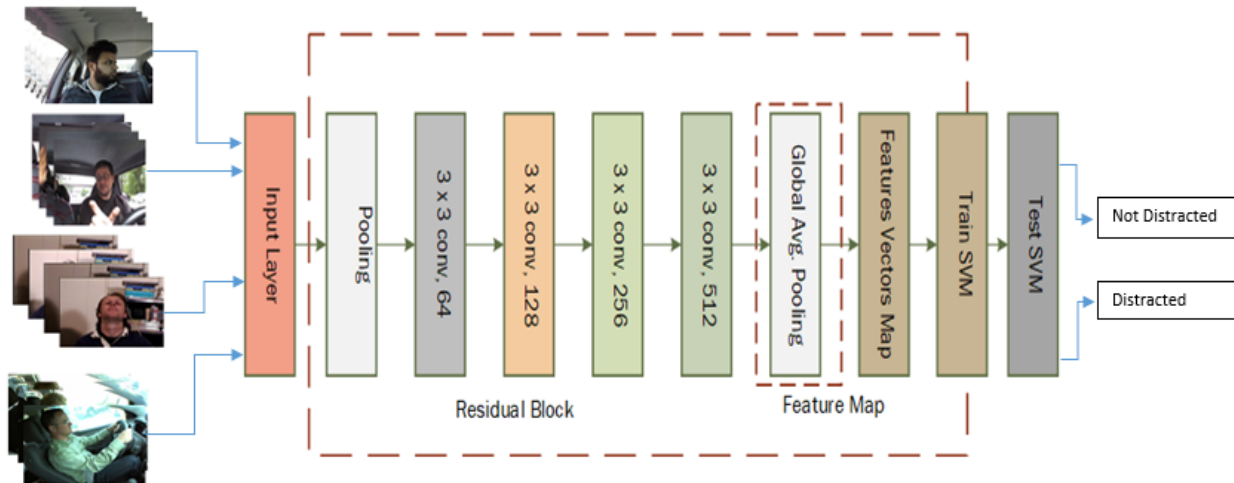 Input Layer
Pooling
3 x 3 conv, 64
3 x 3 conv, 128
3 x 3 conv, 256
3 x 3 conv, 512
Global Avg. Pooling
Features Vectors Map
Train SVM
Test SVM
Not Distracted
Distracted
Residual Block
Feature Map